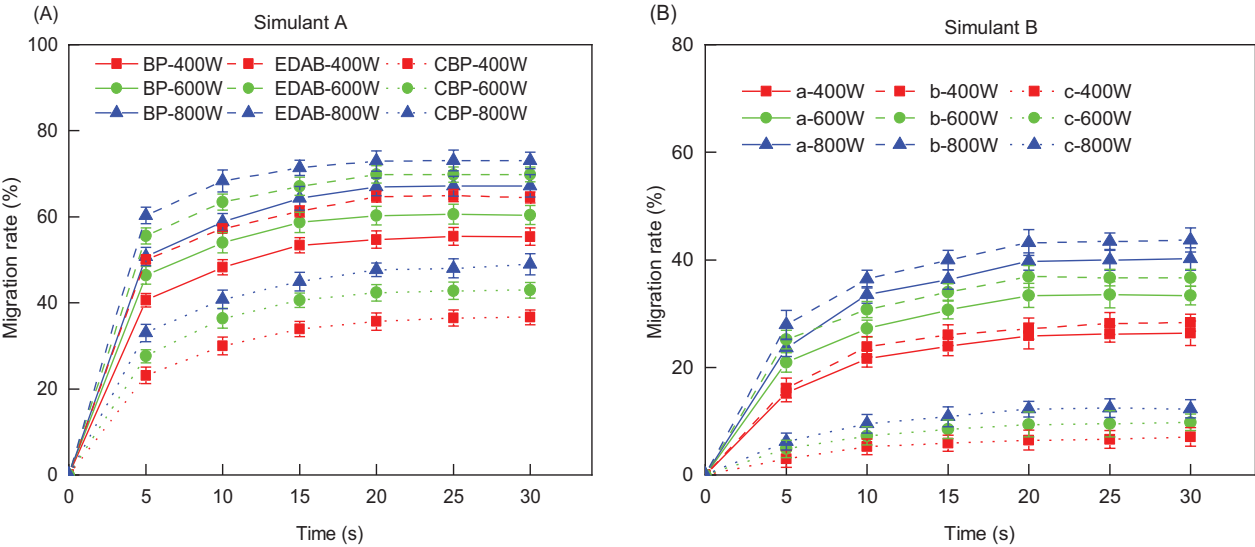 (A)
Simulant A
100
80
60
40
20
0
Migration rate (%)
BP-400W EDAB-400W CBP-400W
BP-600W EDAB-600W CBP-600W
BP-800W EDAB-800W CBP-800W
0 5 10 15 20 25 30
Time (s)
(B)
Simulant B
80
60
40
20
0
Migration rate (%)
a-400W b-400W c-400W
a-600W b-600W c-600W
a-800W b-800W c-800W
0 5 10 15 20 25 30
Time (s)